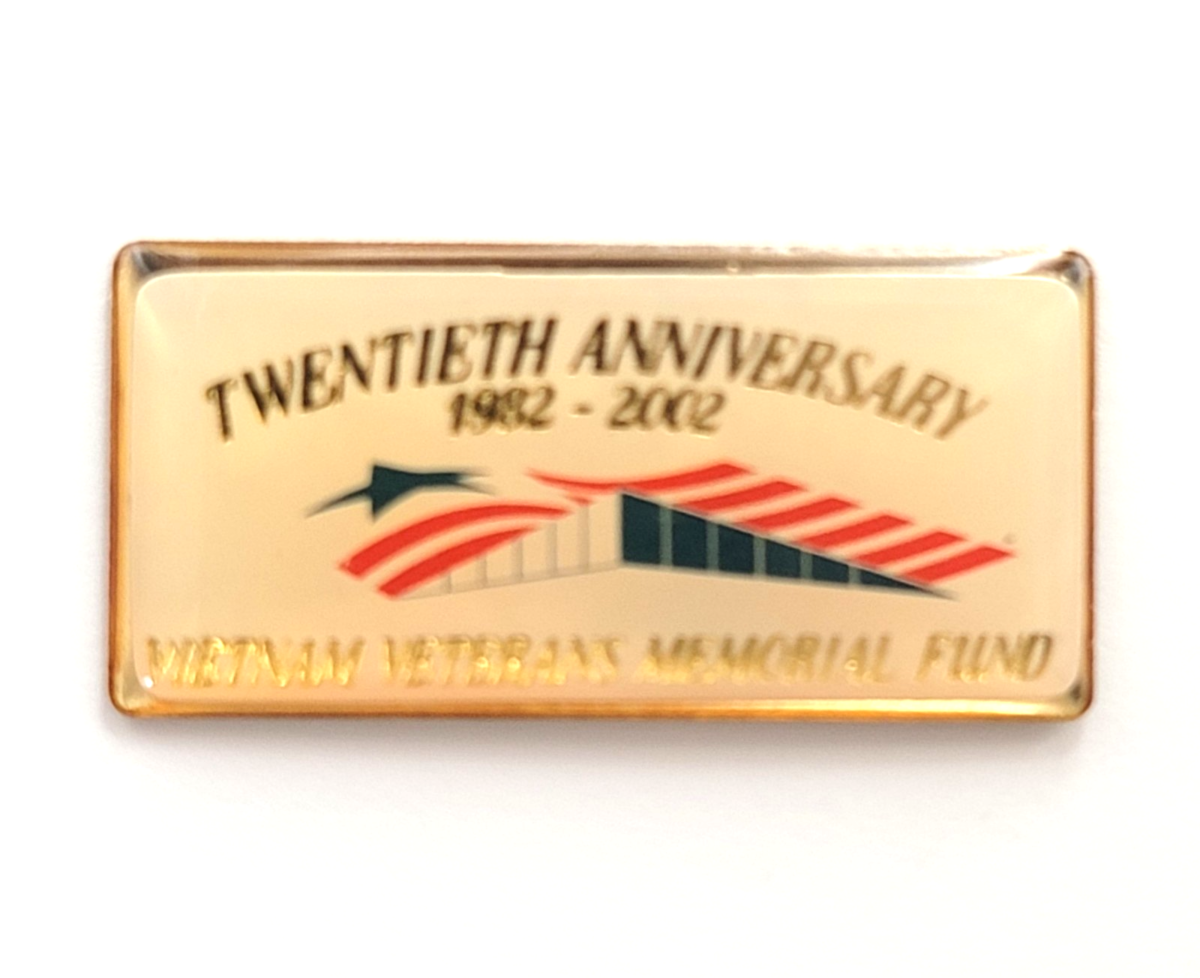 TWENTIETH ANNIVERSARY
1982 - 2002
VIETNAM VETERANS MEMORIAL FUND